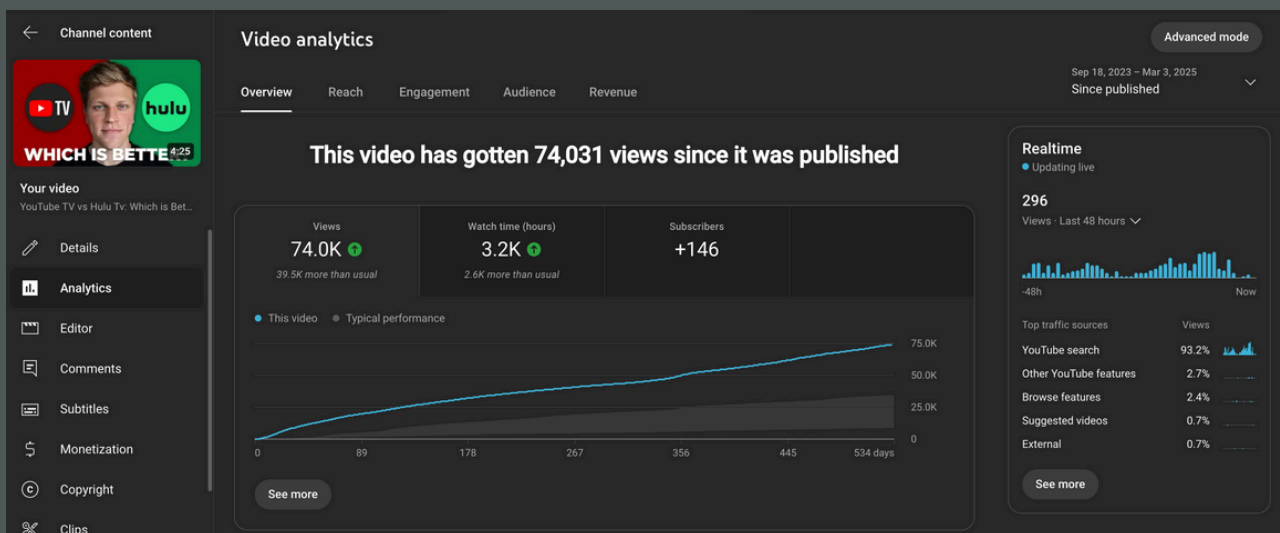 Channel content
TV
hulu
WHICH IS BETTE
4:25
Your video
YouTube TV vs Hulu Tv: Which is Bet...
Details
Analytics
Editor
Comments
Subtitles
Monetization
Copyright
Clips
Video analytics
Advanced mode
Overview Reach Engagement Audience Revenue
Sep 18, 2023 – Mar 3, 2025
Since published
This video has gotten 74,031 views since it was published
Views
74.0K
39.5K more than usual
Watch time (hours)
3.2K
2.6K more than usual
Subscribers
+146
This video Typical performance
75.0K
50.0K
25.0K
0
0 89 178 267 356 445 534 days
See more
Realtime
Updating live
296
Views · Last 48 hours
-48h Now
Top traffic sources Views
YouTube search 93.2%
Other YouTube features 2.7%
Browse features 2.4%
Suggested videos 0.7%
External 0.7%
See more